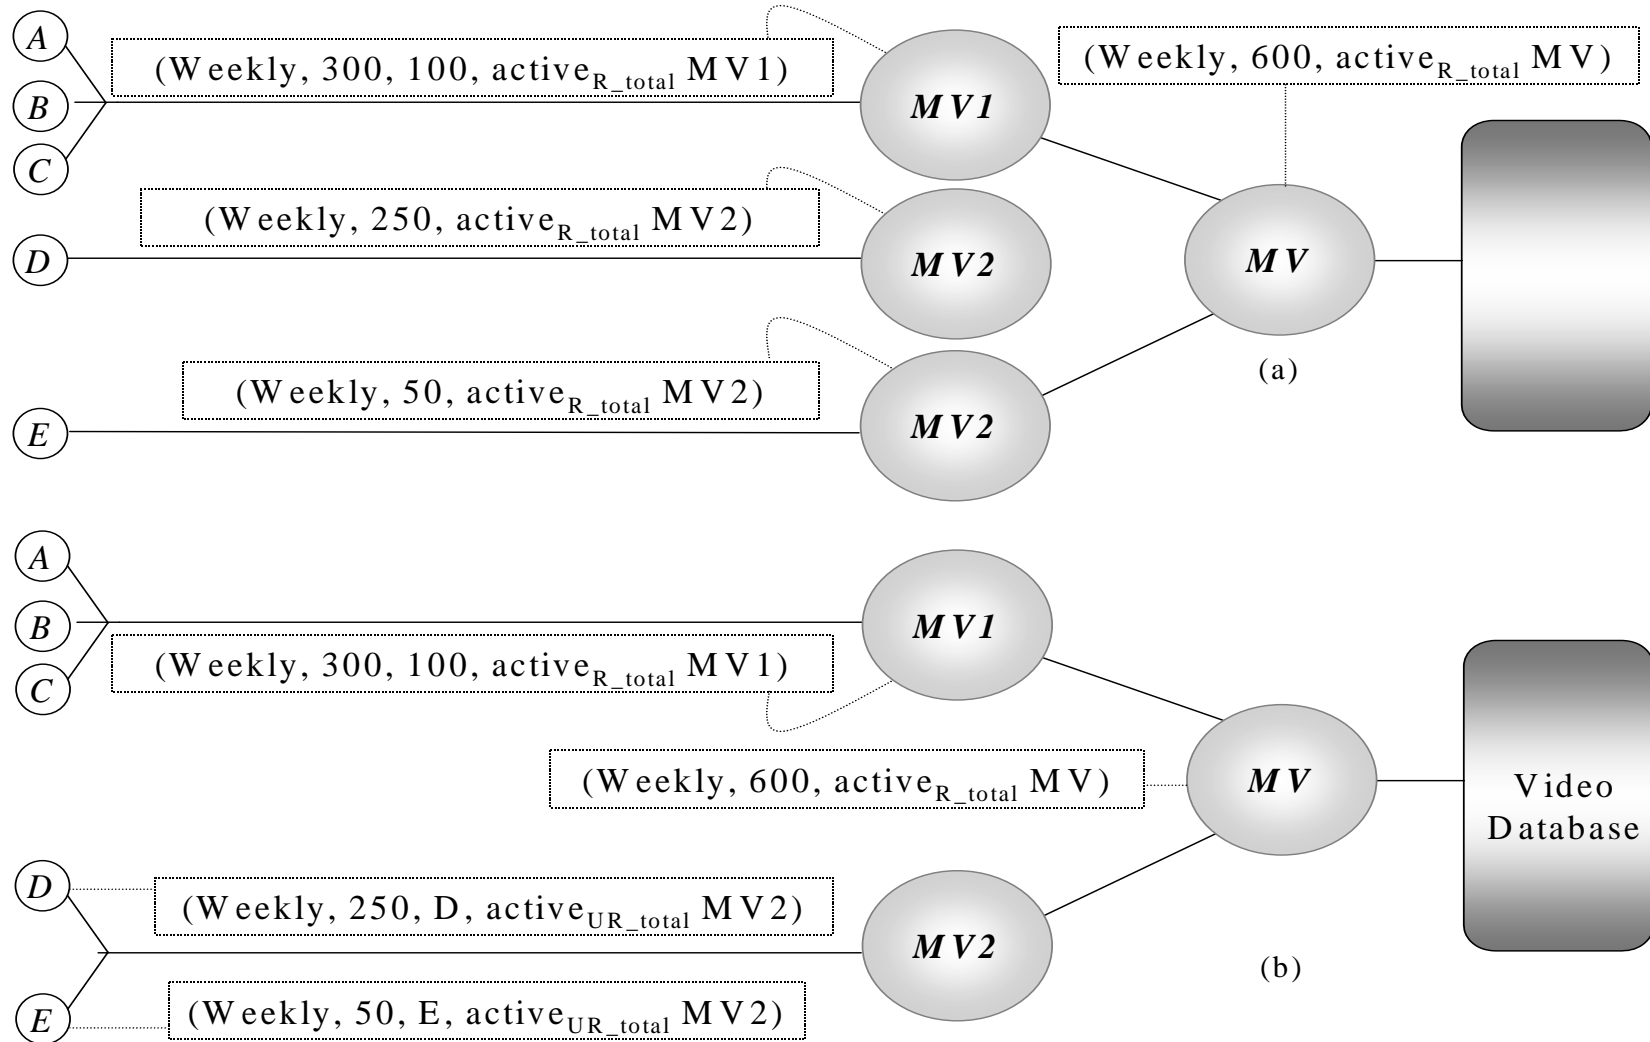 A
(Weekly, 300, 100, active_R_total MV1)
(Weekly, 600, active_R_total MV)
B
MV1
C
(Weekly, 250, active_R_total MV2)
D
MV2
MV
(Weekly, 50, active_R_total MV2)
(a)
E
MV2
A
B
MV1
(Weekly, 300, 100, active_R_total MV1)
C
(Weekly, 600, active_R_total MV)
MV
Video
Database
D
(Weekly, 250, D, active_UR_total MV2)
MV2
(b)
E
(Weekly, 50, E, active_UR_total MV2)